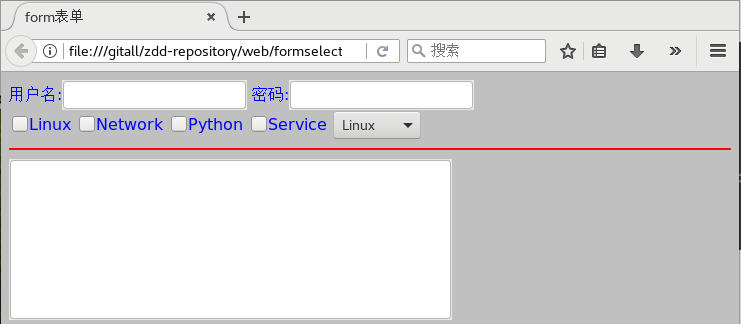 form表单
file:///gitall/zdd-repository/web/formselect
搜索
用户名: 密码:
Linux Network Python Service Linux